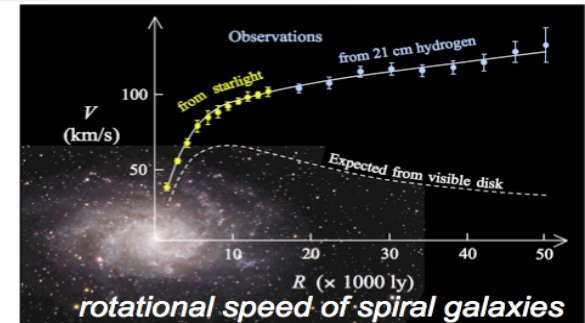 Observations
from 21 cm hydrogen
from starlight
100
V
(km/s)
50
Expected from visible disk
10
20
30
40
50
R (× 1000 ly)
rotational speed of spiral galaxies